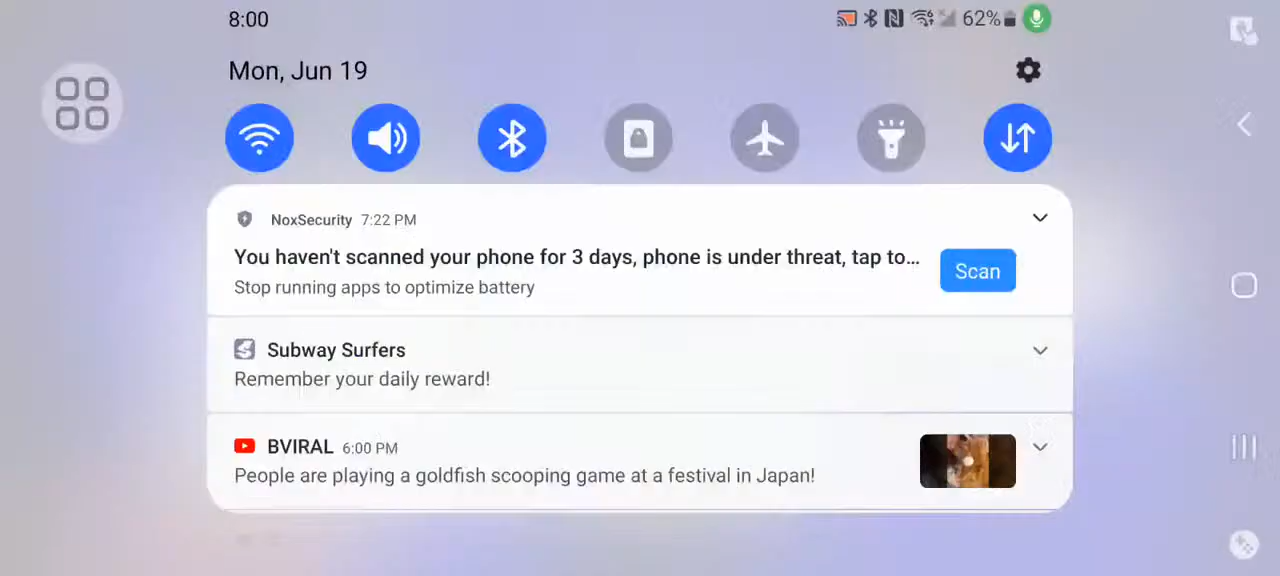 8:00
62%
Mon, Jun 19
NoxSecurity 7:22 PM
You haven't scanned your phone for 3 days, phone is under threat, tap to...
Scan
Stop running apps to optimize battery
Subway Surfers
Remember your daily reward!
BVIRAL 6:00 PM
People are playing a goldfish scooping game at a festival in Japan!